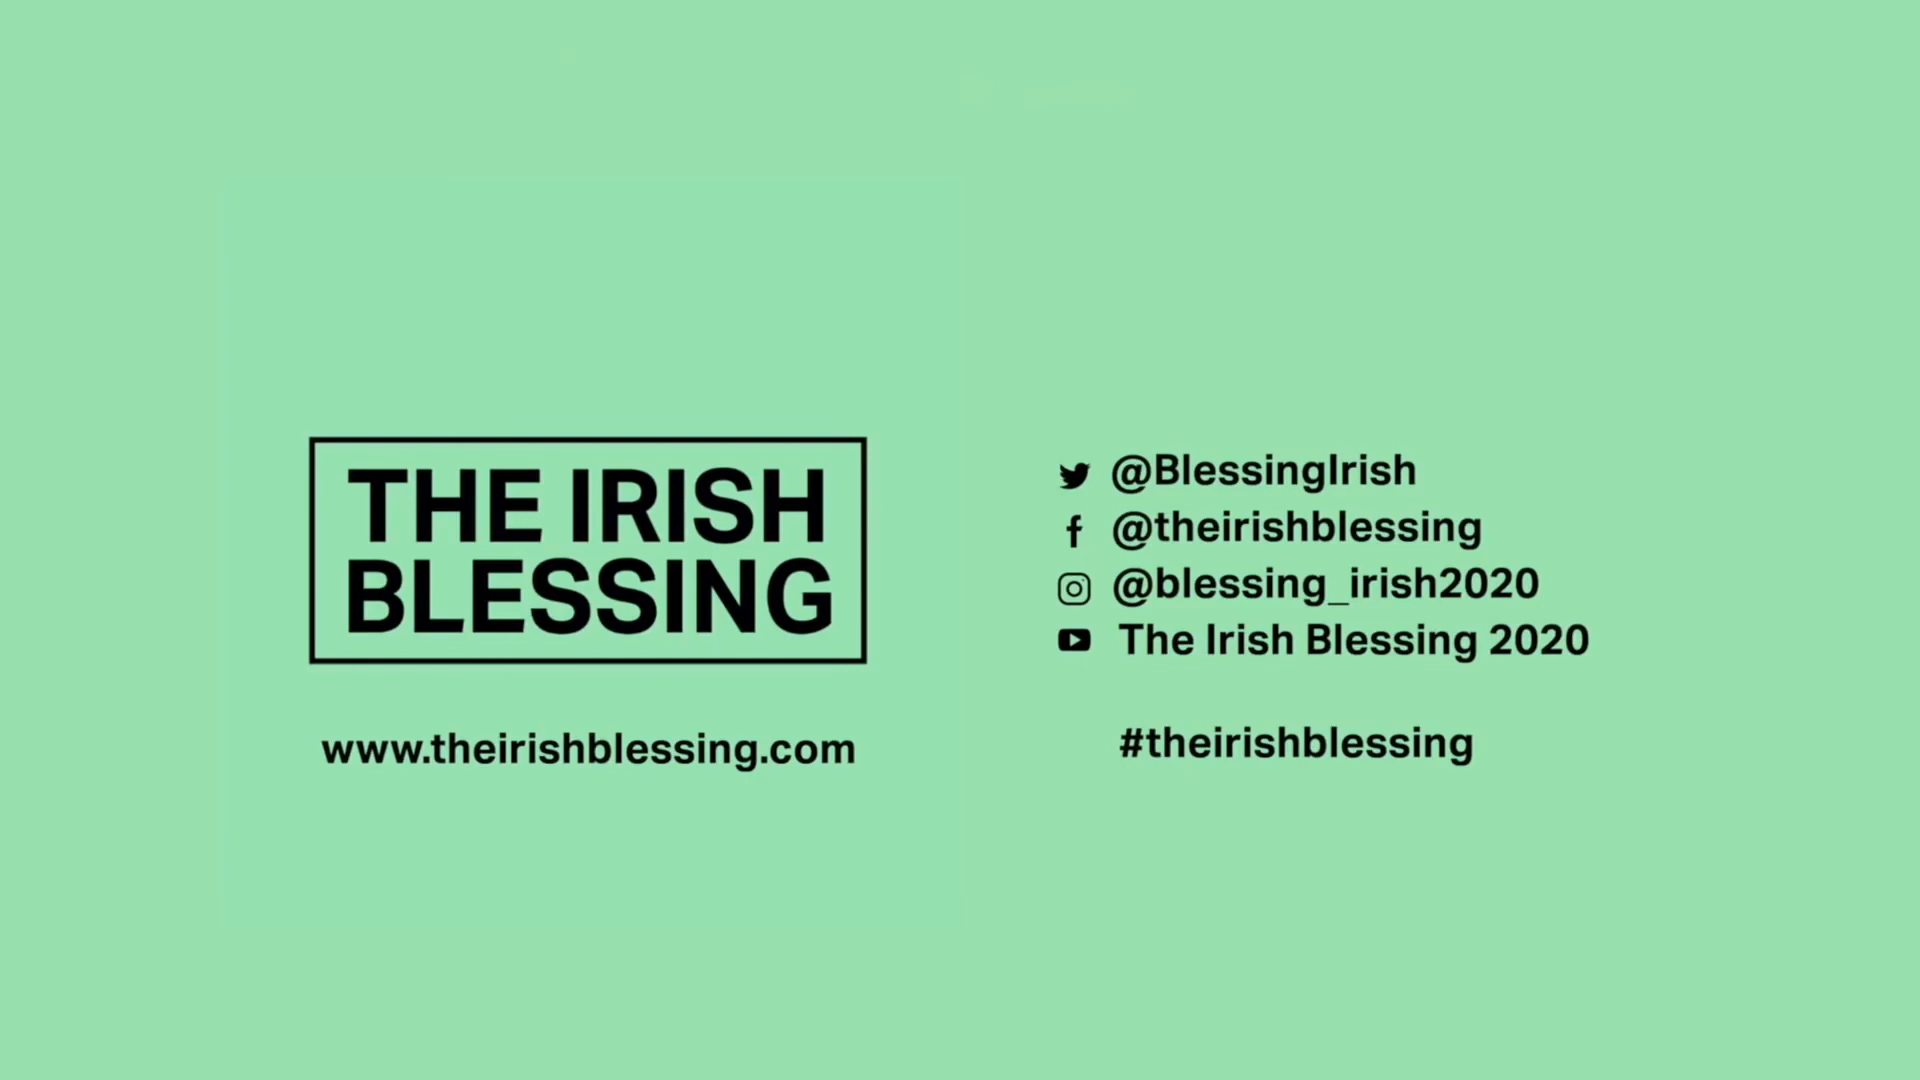 THE IRISH
BLESSING
www.theirishblessing.com
@BlessingIrish
@theirishblessing
@blessing_irish2020
The Irish Blessing 2020
#theirishblessing